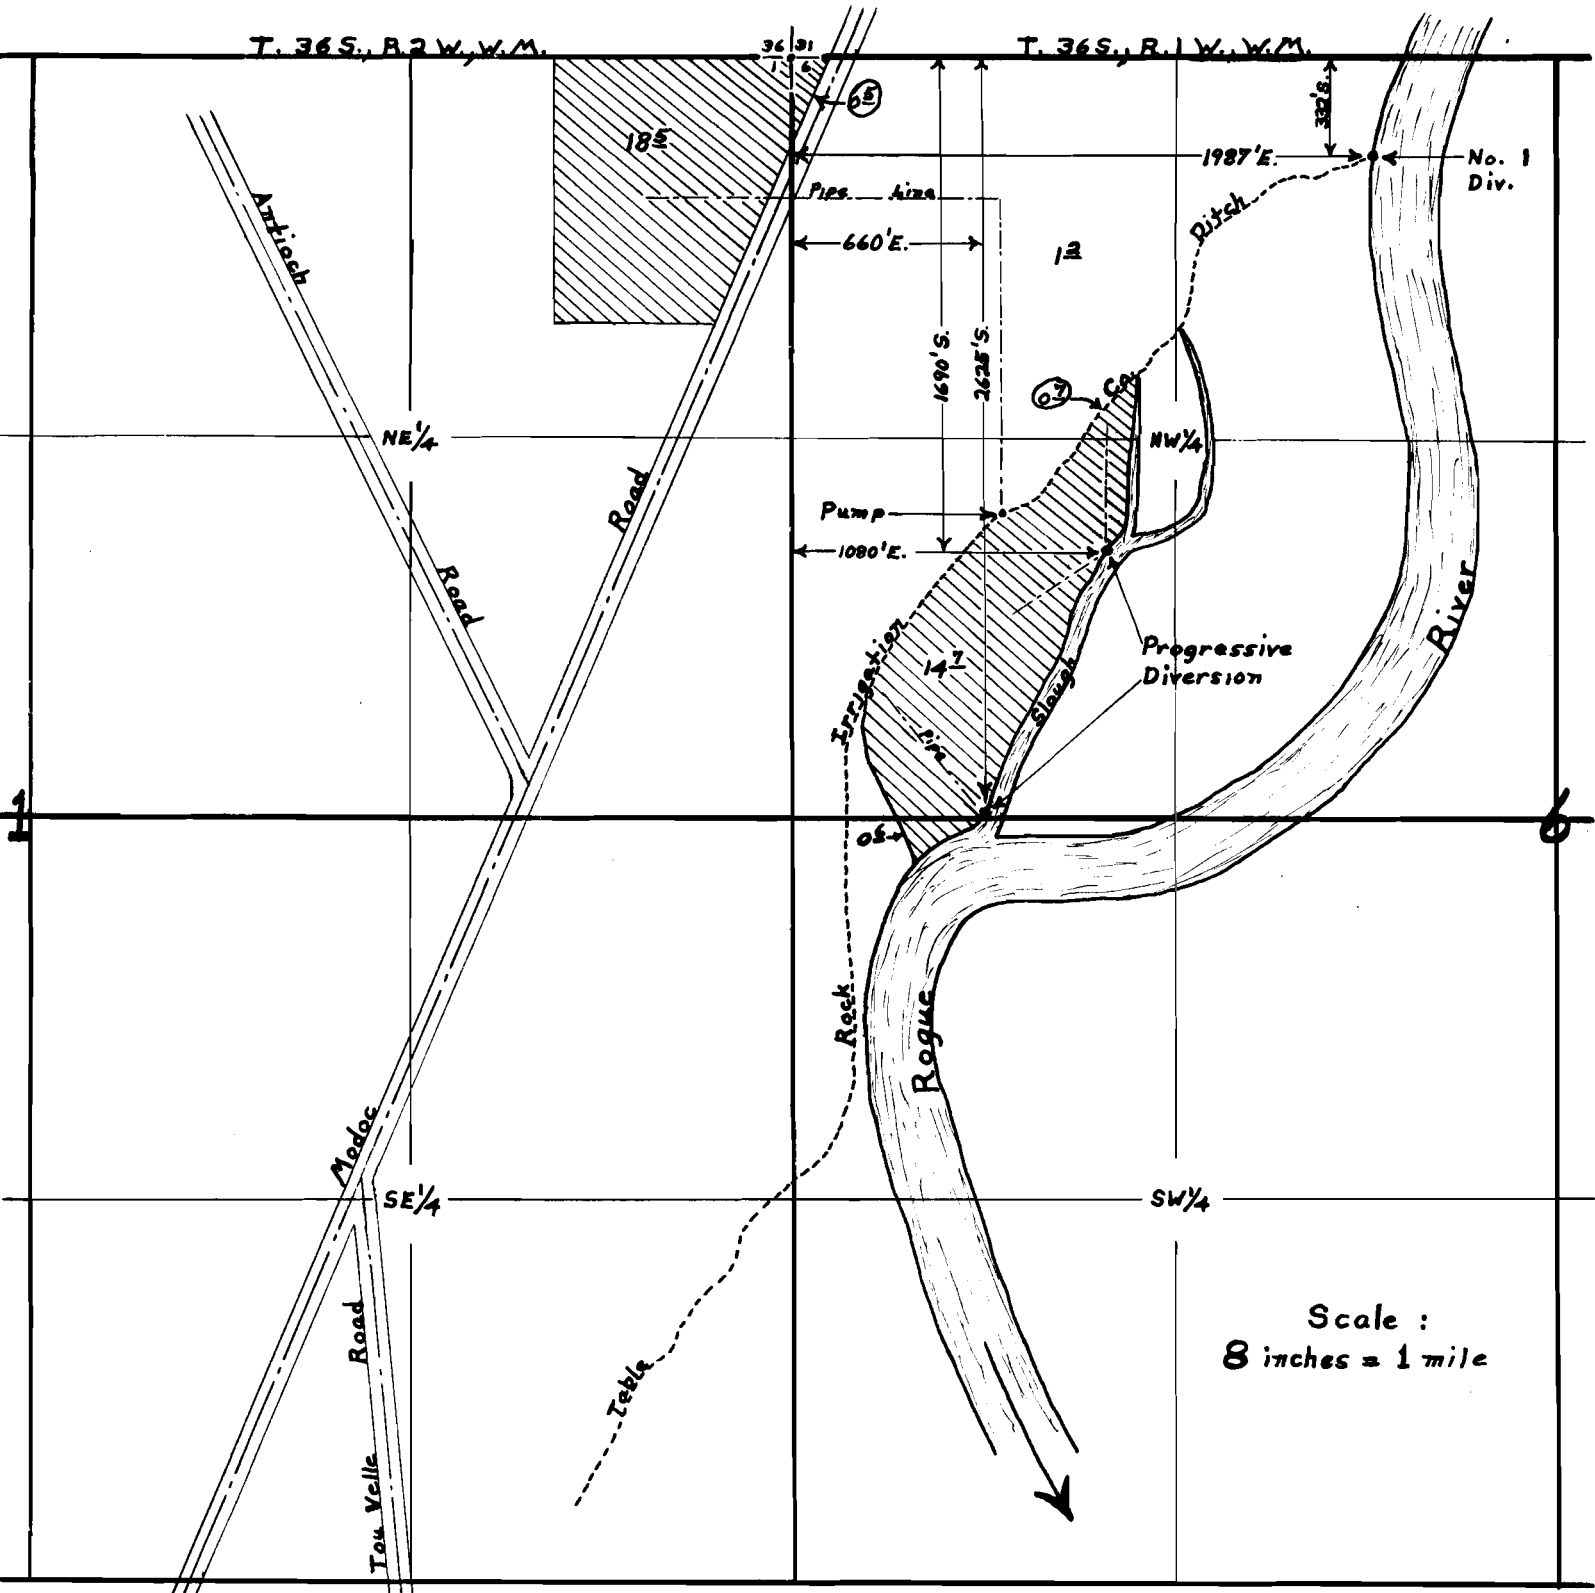 T. 36 S., R. 2 W., W. M.
36 31
1 6
T. 36 S., R. 1 W., W. M.
0 5
18 5
332' S.
1987' E.
No. 1
Div.
Pipe Line
Antioch
Road
660' E.
1 2
Ditch
1690' S.
2625' S.
0 7
Co.
NE 1/4
NW 1/4
Road
Pump
1080' E.
Progressive
Diversion
River
Irrigation
14 7
Slough
Pipe
1
6
Rock
Rogue
Modoc
SE 1/4
SW 1/4
Road
Tou Velle
Table
Scale :
8 inches = 1 mile